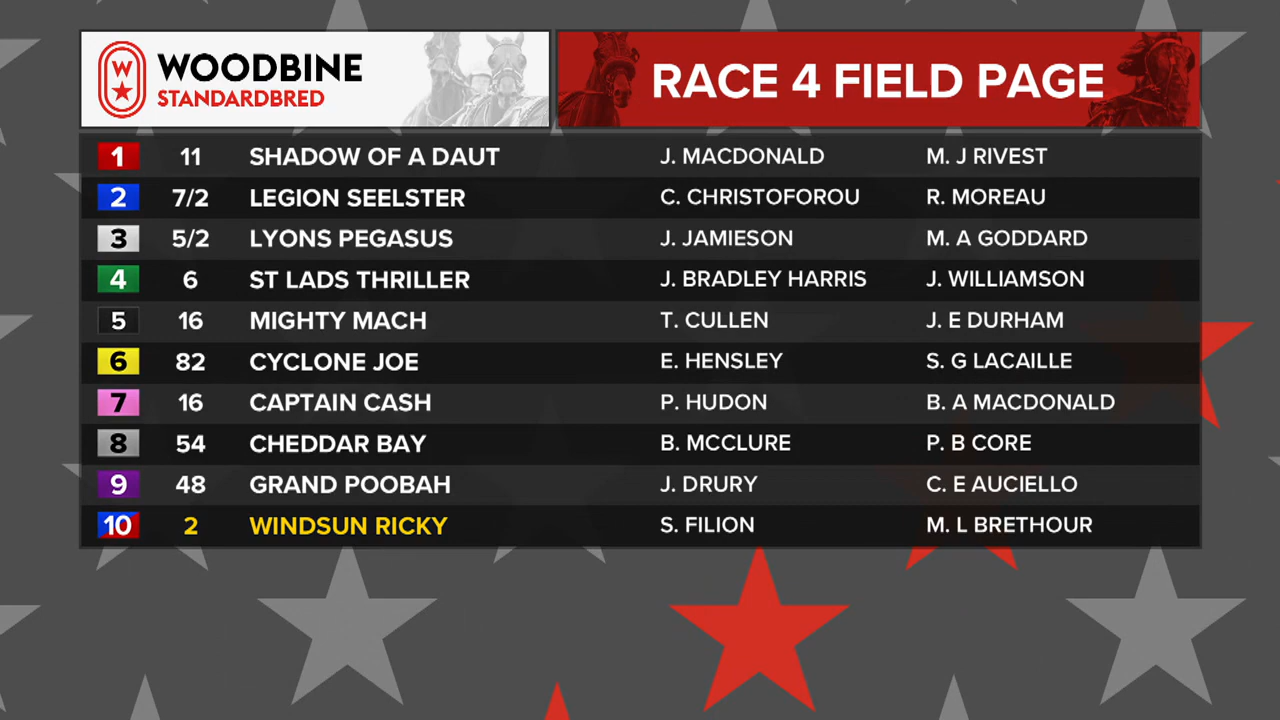 W
WOODBINE
STANDARDBRED
RACE 4 FIELD PAGE
1 11 SHADOW OF A DAUT J. MACDONALD M. J RIVEST
2 7/2 LEGION SEELSTER C. CHRISTOFOROU R. MOREAU
3 5/2 LYONS PEGASUS J. JAMIESON M. A GODDARD
4 6 ST LADS THRILLER J. BRADLEY HARRIS J. WILLIAMSON
5 16 MIGHTY MACH T. CULLEN J. E DURHAM
6 82 CYCLONE JOE E. HENSLEY S. G LACAILLE
7 16 CAPTAIN CASH P. HUDON B. A MACDONALD
8 54 CHEDDAR BAY B. MCCLURE P. B CORE
9 48 GRAND POOBAH J. DRURY C. E AUCIELLO
10 2 WINDSUN RICKY S. FILION M. L BRETHOUR